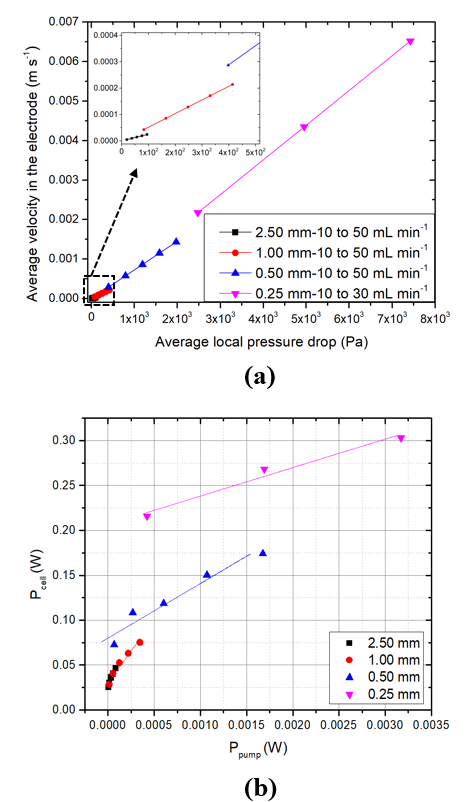 0.007
0.006
0.005
0.004
0.003
0.002
0.001
0.000
Average velocity in the electrode (m s⁻¹)
0.0004
0.0003
0.0002
0.0001
0.0000
0 1x10² 2x10² 3x10² 4x10² 5x10²
2.50 mm-10 to 50 mL min⁻¹
1.00 mm-10 to 50 mL min⁻¹
0.50 mm-10 to 50 mL min⁻¹
0.25 mm-10 to 30 mL min⁻¹
0 1x10³ 2x10³ 3x10³ 4x10³ 5x10³ 6x10³ 7x10³ 8x10³
Average local pressure drop (Pa)
(a)
0.30
0.25
0.20
0.15
0.10
0.05
0.00
P_cell (W)
2.50 mm
1.00 mm
0.50 mm
0.25 mm
0.0000 0.0005 0.0010 0.0015 0.0020 0.0025 0.0030 0.0035
P_pump (W)
(b)